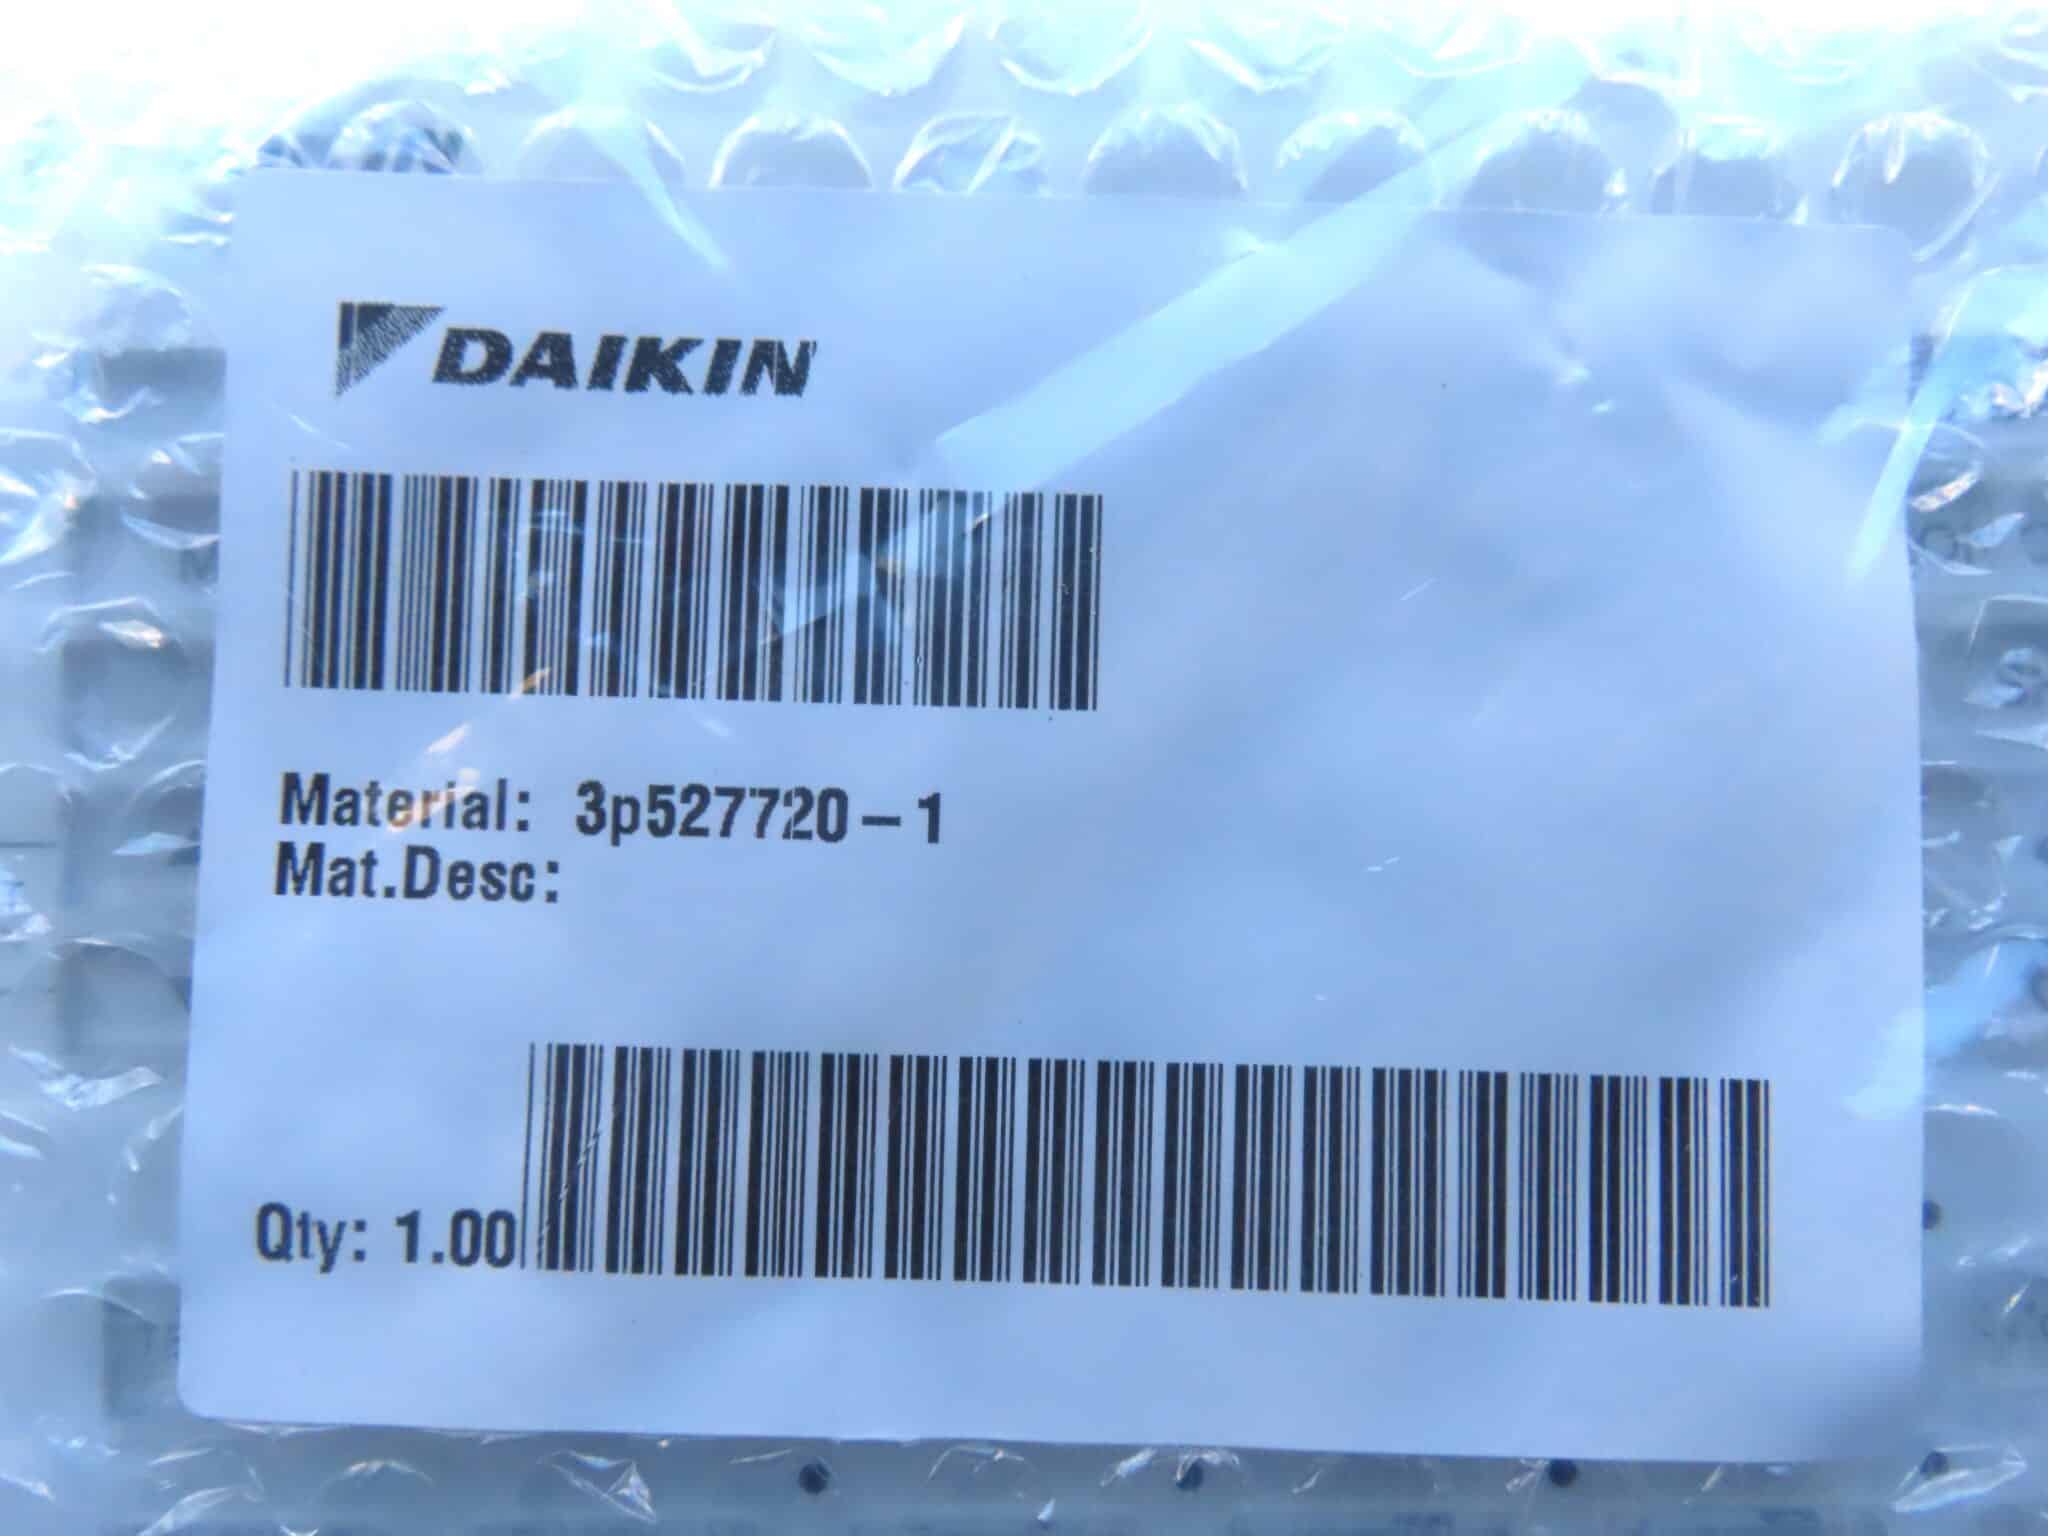 DAIKIN
Material: 3p527720-1
Mat.Desc:
Qty: 1.00